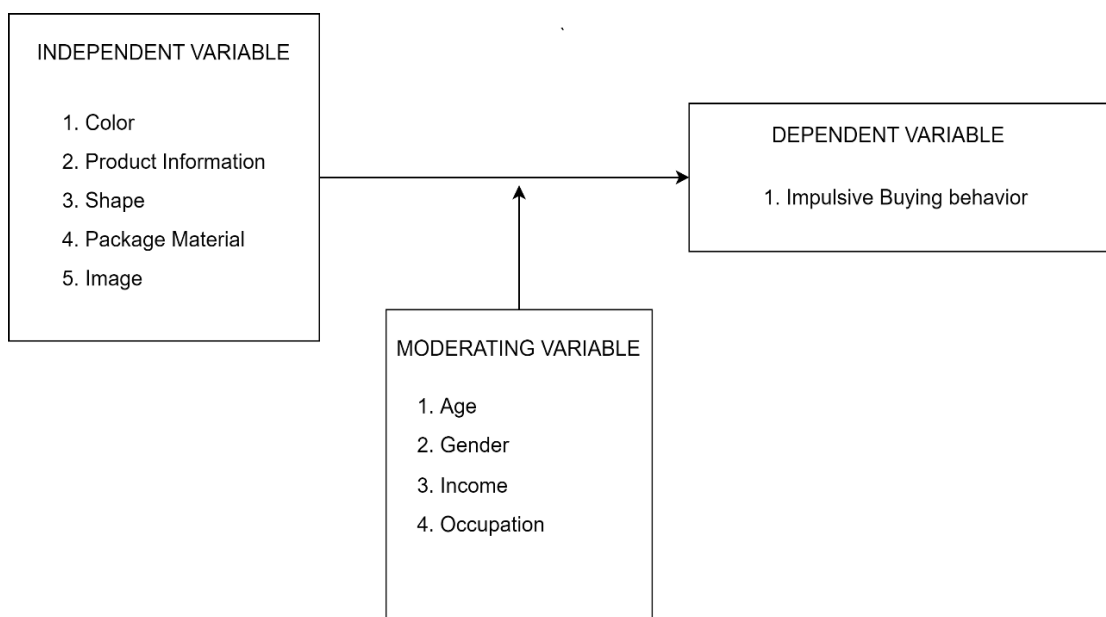 INDEPENDENT VARIABLE
1. Color
2. Product Information
3. Shape
4. Package Material
5. Image
DEPENDENT VARIABLE
1. Impulsive Buying behavior
MODERATING VARIABLE
1. Age
2. Gender
3. Income
4. Occupation